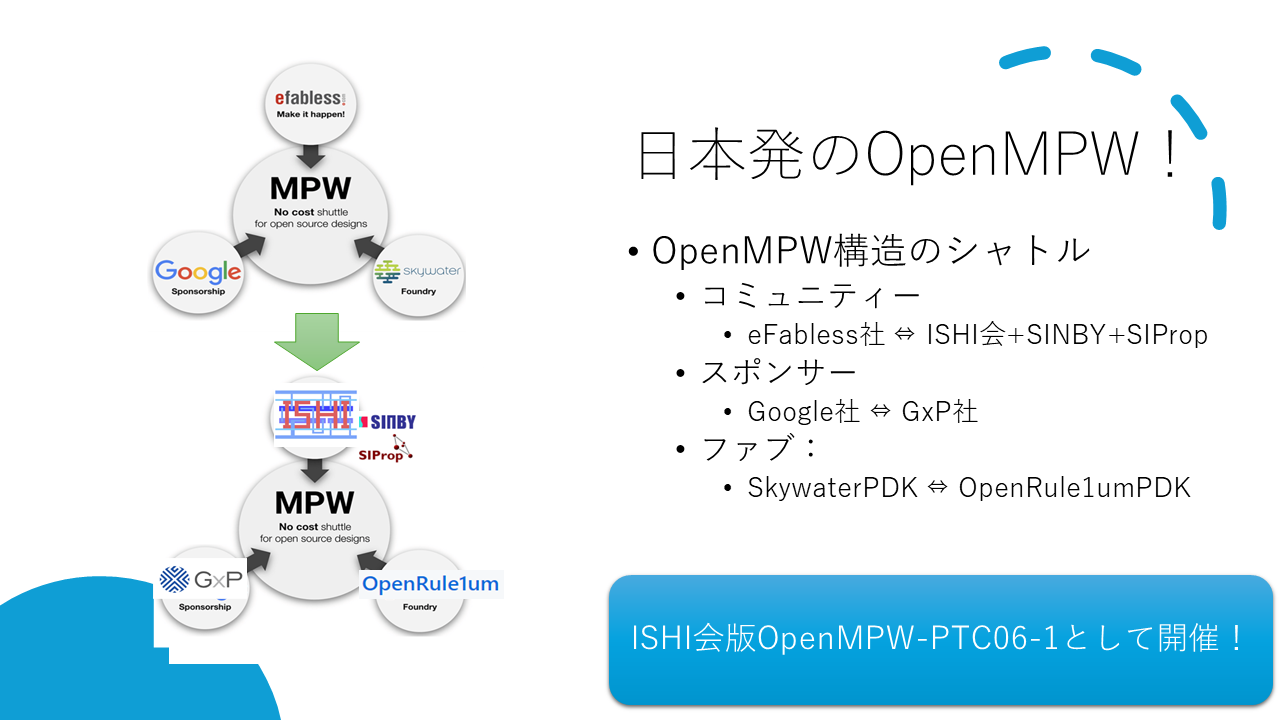 efabless!
Make it happen!
MPW
No cost shuttle
for open source designs
Google
Sponsorship
skywater
Foundry
ISHI
SINBY
SIProp
MPW
No cost shuttle
for open source designs
GxP
Sponsorship
OpenRule1um
Foundry
日本発のOpenMPW！
• OpenMPW構造のシャトル
• コミュニティー
• eFabless社 ⇔ ISHI会+SINBY+SIProp
• スポンサー
• Google社 ⇔ GxP社
• ファブ：
• SkywaterPDK ⇔ OpenRule1umPDK
ISHI会版OpenMPW-PTC06-1として開催！